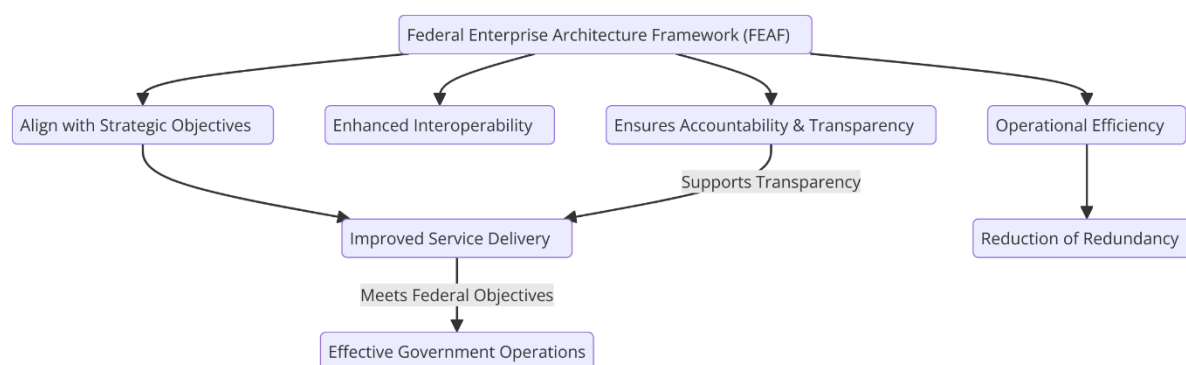 Federal Enterprise Architecture Framework (FEAF)
Align with Strategic Objectives
Enhanced Interoperability
Ensures Accountability & Transparency
Operational Efficiency
Supports Transparency
Improved Service Delivery
Reduction of Redundancy
Meets Federal Objectives
Effective Government Operations